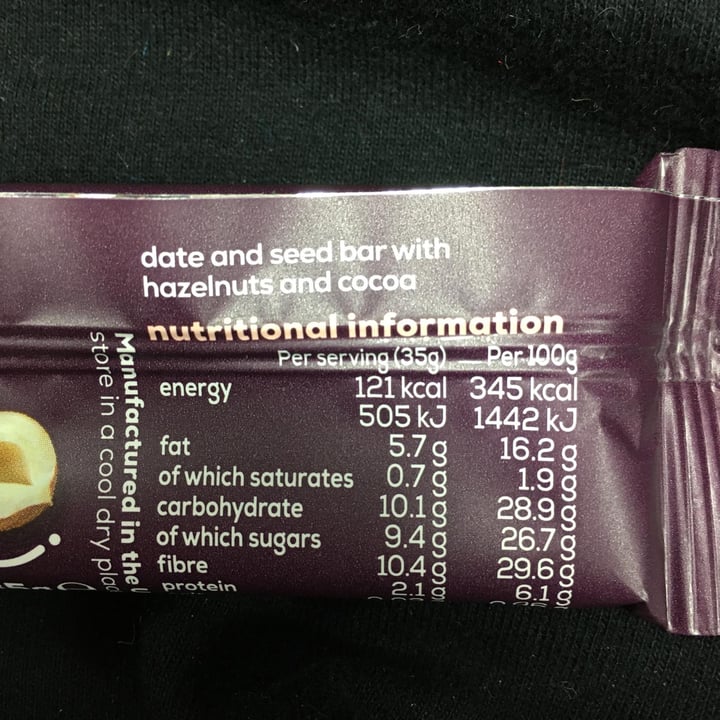 date and seed bar with
hazelnuts and cocoa
nutritional information
Per serving (35g) Per 100g
energy 121 kcal 345 kcal
505 kJ 1442 kJ
fat 5.7 g 16.2 g
of which saturates 0.7 g 1.9 g
carbohydrate 10.1 g 28.9 g
of which sugars 9.4 g 26.7 g
fibre 10.4 g 29.6 g
protein 2.1 g 6.1 g
Manufactured in the
store in a cool dry